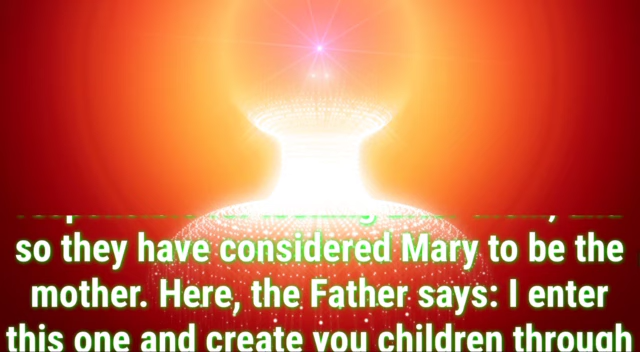 so they have considered Mary to be the
mother. Here, the Father says: I enter
this one and create you children through